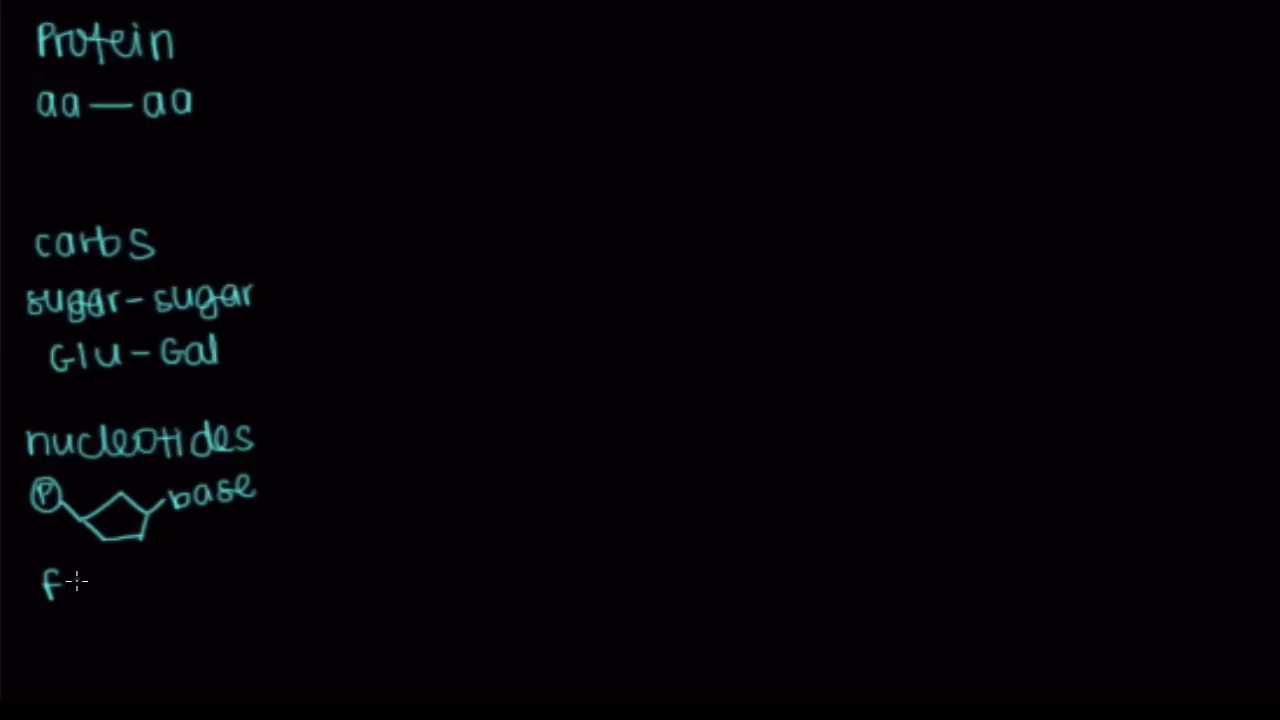 Protein
aa — aa
carbs
sugar - sugar
Glu - Gal
nucleotides
P base
f